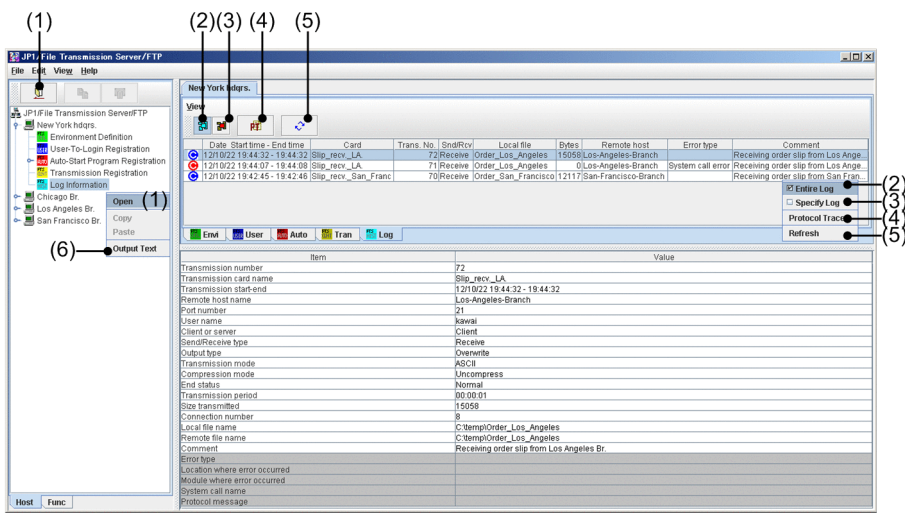 (1) (2)(3) (4) (5)
JP1/File Transmission Server/FTP
File Edit View Help
JP1/File Transmission Server/FTP
New York hdqrs.
Environment Definition
User-To-Login Registration
Auto-Start Program Registration
Transmission Registration
Log Information
Chicago Br.
Los Angeles Br.
San Francisco Br.
Open (1)
Copy
Paste
(6) Output Text
Host Func
New York hdqrs.
View
Date Start time - End time Card Trans. No. Snd/Rcv Local file Bytes Remote host Error type Comment
C 12/10/22 19:44:32 - 19:44:32 Slip_recv._LA. 72 Receive Order_Los_Angeles 15058 Los-Angeles-Branch Receiving order slip from Los Ange...
C 12/10/22 19:44:07 - 19:44:08 Slip_recv._LA. 71 Receive Order_Los_Angeles 0 Los-Angeles-Branch System call error Receiving order slip from Los Ange...
C 12/10/22 19:42:45 - 19:42:46 Slip_recv._San_Franc 70 Receive Order_San_Francisco 12117 San-Francisco-Branch Receiving order slip from San Fran...
Entire Log (2)
Specify Log (3)
Protocol Trace (4)
Refresh (5)
Envi User Auto Tran Log
Item Value
Transmission number 72
Transmission card name Slip_recv._LA.
Transmission start-end 12/10/22 19:44:32 - 19:44:32
Remote host name Los-Angeles-Branch
Port number 21
User name kawai
Client or server Client
Send/Receive type Receive
Output type Overwrite
Transmission mode ASCII
Compression mode Uncompress
End status Normal
Transmission period 00:00:01
Size transmitted 15058
Connection number 8
Local file name C:\temp\Order_Los_Angeles
Remote file name C:\temp\Order_Los_Angeles
Comment Receiving order slip from Los Angeles Br.
Error type
Location where error occurred
Module where error occurred
System call name
Protocol message